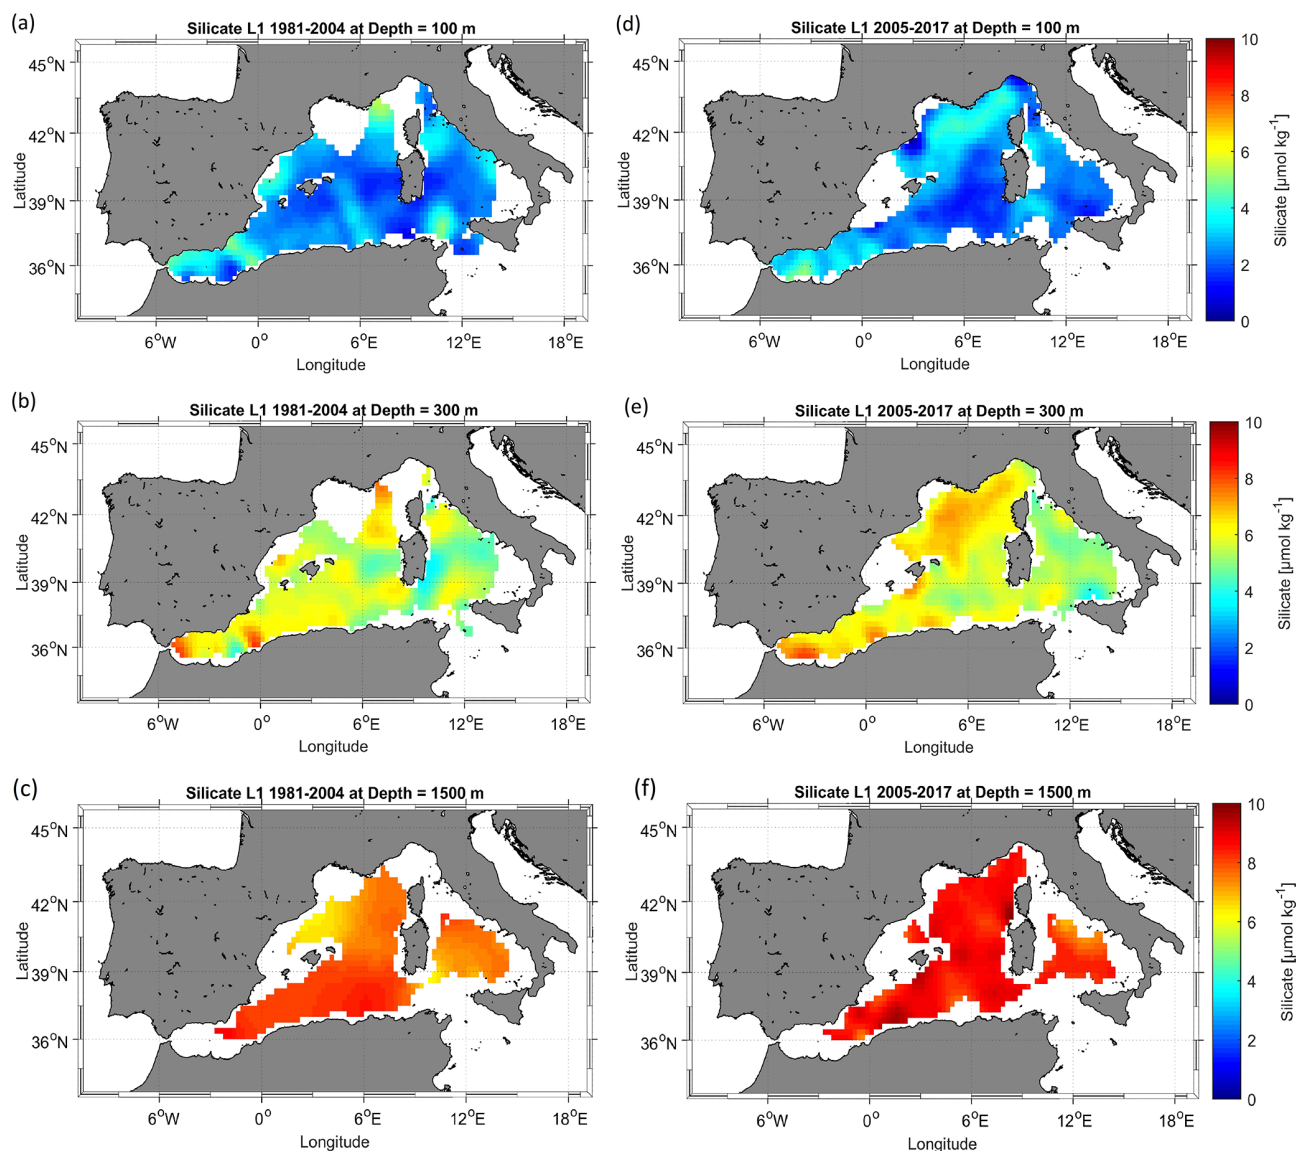 (a)
Silicate L1 1981-2004 at Depth = 100 m
45°N
42°N
39°N
36°N
Latitude
6°W 0° 6°E 12°E 18°E
Longitude
(d)
Silicate L1 2005-2017 at Depth = 100 m
45°N
42°N
39°N
36°N
Latitude
6°W 0° 6°E 12°E 18°E
Longitude
10
8
6
4
2
0
Silicate [µmol kg⁻¹]
(b)
Silicate L1 1981-2004 at Depth = 300 m
45°N
42°N
39°N
36°N
Latitude
6°W 0° 6°E 12°E 18°E
Longitude
(e)
Silicate L1 2005-2017 at Depth = 300 m
45°N
42°N
39°N
36°N
Latitude
6°W 0° 6°E 12°E 18°E
Longitude
10
8
6
4
2
0
Silicate [µmol kg⁻¹]
(c)
Silicate L1 1981-2004 at Depth = 1500 m
45°N
42°N
39°N
36°N
Latitude
6°W 0° 6°E 12°E 18°E
Longitude
(f)
Silicate L1 2005-2017 at Depth = 1500 m
45°N
42°N
39°N
36°N
Latitude
6°W 0° 6°E 12°E 18°E
Longitude
10
8
6
4
2
0
Silicate [µmol kg⁻¹]